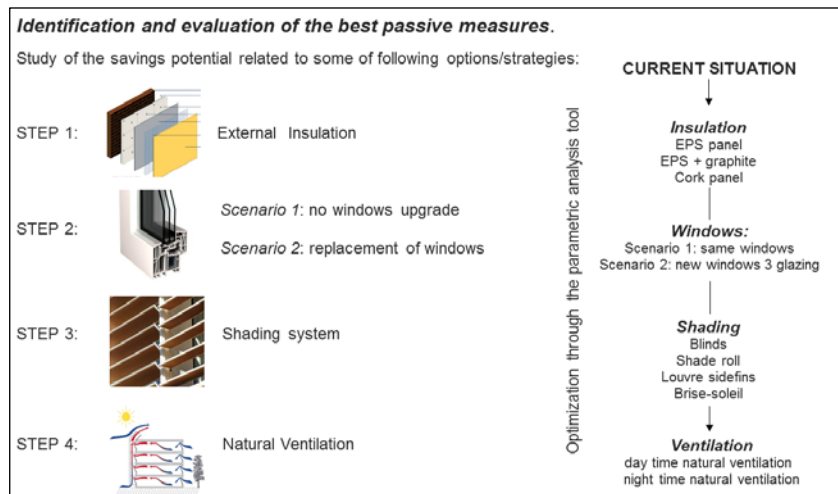 Identification and evaluation of the best passive measures.
Study of the savings potential related to some of following options/strategies:
STEP 1:
External Insulation
STEP 2:
Scenario 1: no windows upgrade
Scenario 2: replacement of windows
STEP 3:
Shading system
STEP 4:
Natural Ventilation
Optimization through the parametric analysis tool
CURRENT SITUATION
Insulation
EPS panel
EPS + graphite
Cork panel
Windows:
Scenario 1: same windows
Scenario 2: new windows 3 glazing
Shading
Blinds
Shade roll
Louvre sidefins
Brise-soleil
Ventilation
day time natural ventilation
night time natural ventilation